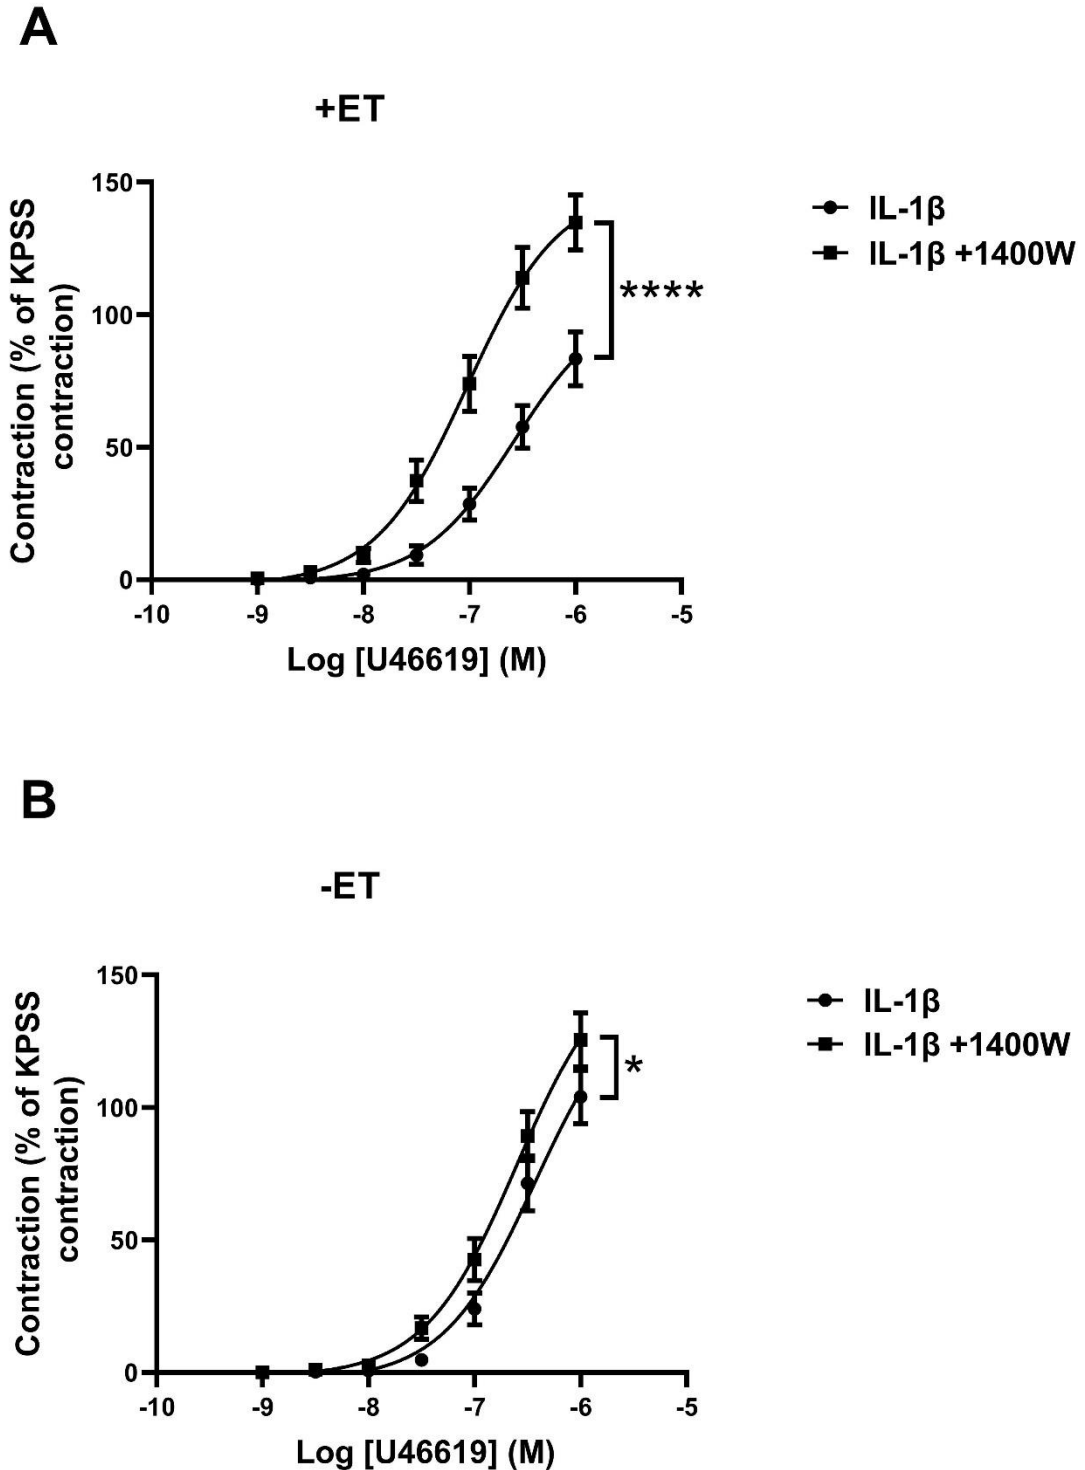 A
+ET
150
100
50
0
-10 -9 -8 -7 -6 -5
Contraction (% of KPSS
contraction)
Log [U46619] (M)
IL-1β
IL-1β +1400W
****
B
-ET
150
100
50
0
-10 -9 -8 -7 -6 -5
Contraction (% of KPSS
contraction)
Log [U46619] (M)
IL-1β
IL-1β +1400W
*